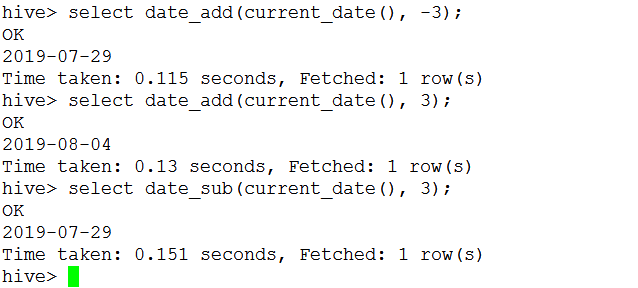 hive> select date_add(current_date(), -3);
OK
2019-07-29
Time taken: 0.115 seconds, Fetched: 1 row(s)
hive> select date_add(current_date(), 3);
OK
2019-08-04
Time taken: 0.13 seconds, Fetched: 1 row(s)
hive> select date_sub(current_date(), 3);
OK
2019-07-29
Time taken: 0.151 seconds, Fetched: 1 row(s)
hive>